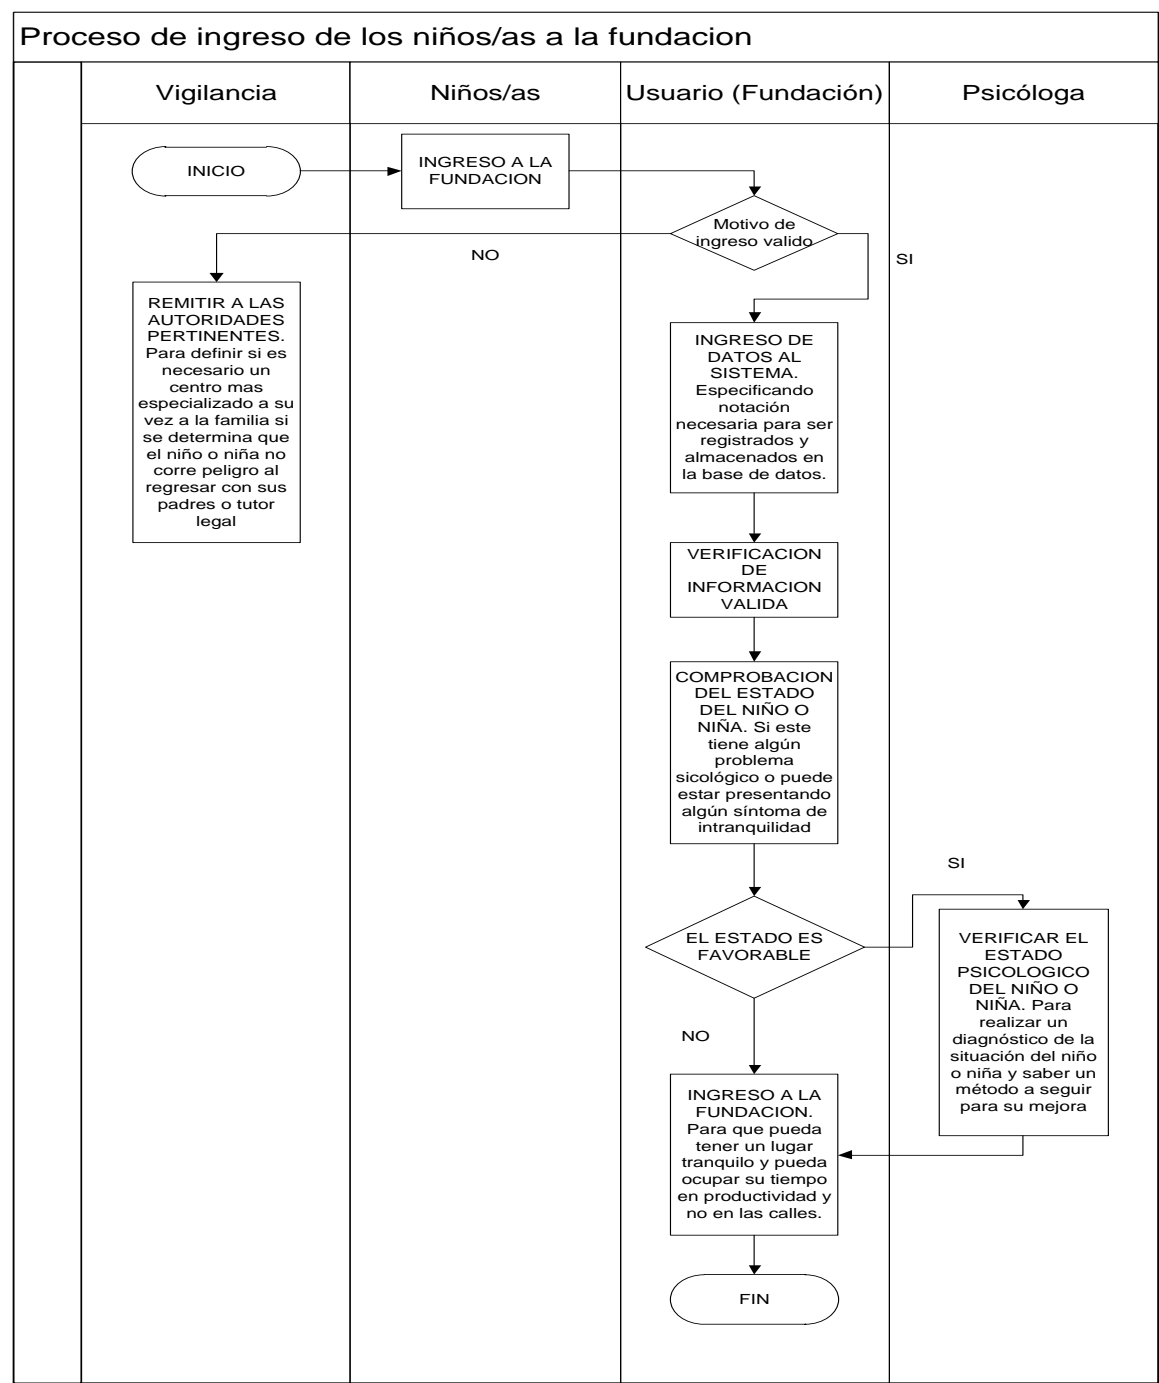 Proceso de ingreso de los niños/as a la fundacion
Vigilancia
Niños/as
Usuario (Fundación)
Psicóloga
INICIO
INGRESO A LA
FUNDACION
Motivo de
ingreso valido
NO
SI
REMITIR A LAS
AUTORIDADES
PERTINENTES.
Para definir si es
necesario un
centro mas
especializado a su
vez a la familia si
se determina que
el niño o niña no
corre peligro al
regresar con sus
padres o tutor
legal
INGRESO DE
DATOS AL
SISTEMA.
Especificando
notación
necesaria para ser
registrados y
almacenados en
la base de datos.
VERIFICACION
DE
INFORMACION
VALIDA
COMPROBACION
DEL ESTADO
DEL NIÑO O
NIÑA. Si este
tiene algún
problema
sicológico o puede
estar presentando
algún síntoma de
intranquilidad
SI
EL ESTADO ES
FAVORABLE
VERIFICAR EL
ESTADO
PSICOLOGICO
DEL NIÑO O
NIÑA. Para
realizar un
diagnóstico de la
situación del niño
o niña y saber un
método a seguir
para su mejora
NO
INGRESO A LA
FUNDACION.
Para que pueda
tener un lugar
tranquilo y pueda
ocupar su tiempo
en productividad y
no en las calles.
FIN